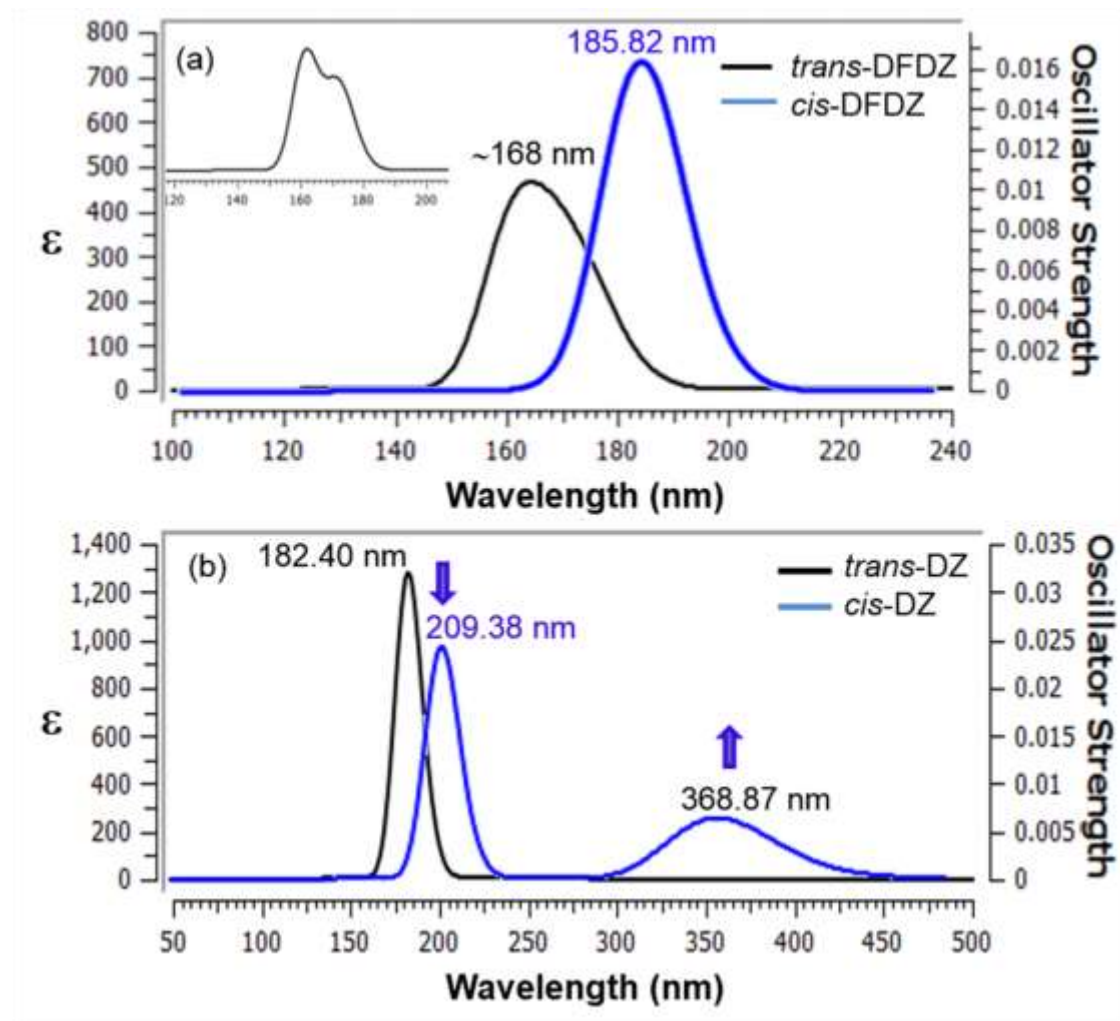 (a)
185.82 nm
trans-DFDZ
cis-DFDZ
~168 nm
800
700
600
500
400
300
200
100
0
ε
120 140 160 180 200
0.016
0.014
0.012
0.01
0.008
0.006
0.004
0.002
0
Oscillator Strength
100 120 140 160 180 200 220 240
Wavelength (nm)
(b)
182.40 nm
209.38 nm
368.87 nm
trans-DZ
cis-DZ
1,400
1,200
1,000
800
600
400
200
0
ε
0.035
0.03
0.025
0.02
0.015
0.01
0.005
0
Oscillator Strength
50 100 150 200 250 300 350 400 450 500
Wavelength (nm)